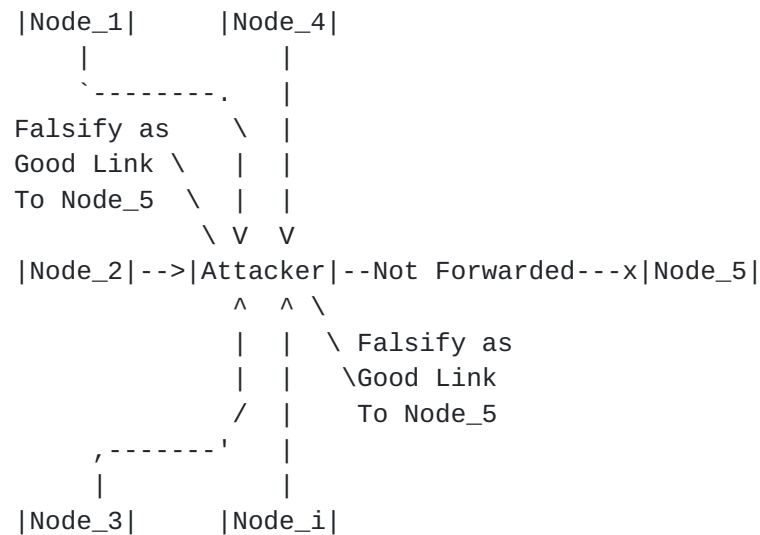 |Node_1|     |Node_4|
    |            |
    `--------.   |
Falsify as    \  |
Good Link \   |  |
To Node_5  \  |  |
            \ V  V
|Node_2|-->|Attacker|--Not Forwarded---x|Node_5|
              ^  ^ \
              |  |  \ Falsify as
              |  |   \Good Link
              /  |    To Node_5
     ,-------'   |
     |           |
|Node_3|     |Node_i|